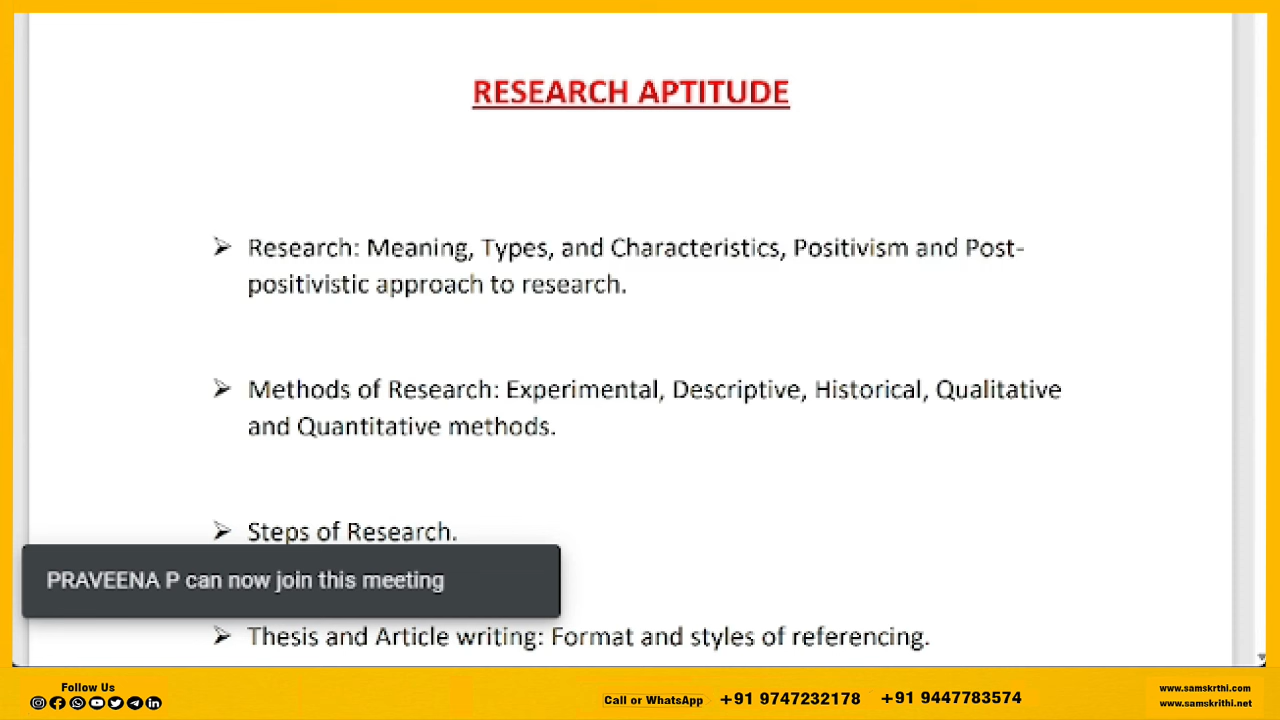 RESEARCH APTITUDE
➢ Research: Meaning, Types, and Characteristics, Positivism and Post-
positivistic approach to research.
➢ Methods of Research: Experimental, Descriptive, Historical, Qualitative
and Quantitative methods.
➢ Steps of Research.
PRAVEENA P can now join this meeting
➢ Thesis and Article writing: Format and styles of referencing.
Follow Us
Call or WhatsApp +91 9747232178 +91 9447783574
www.samskrthi.com
www.samskrithi.net